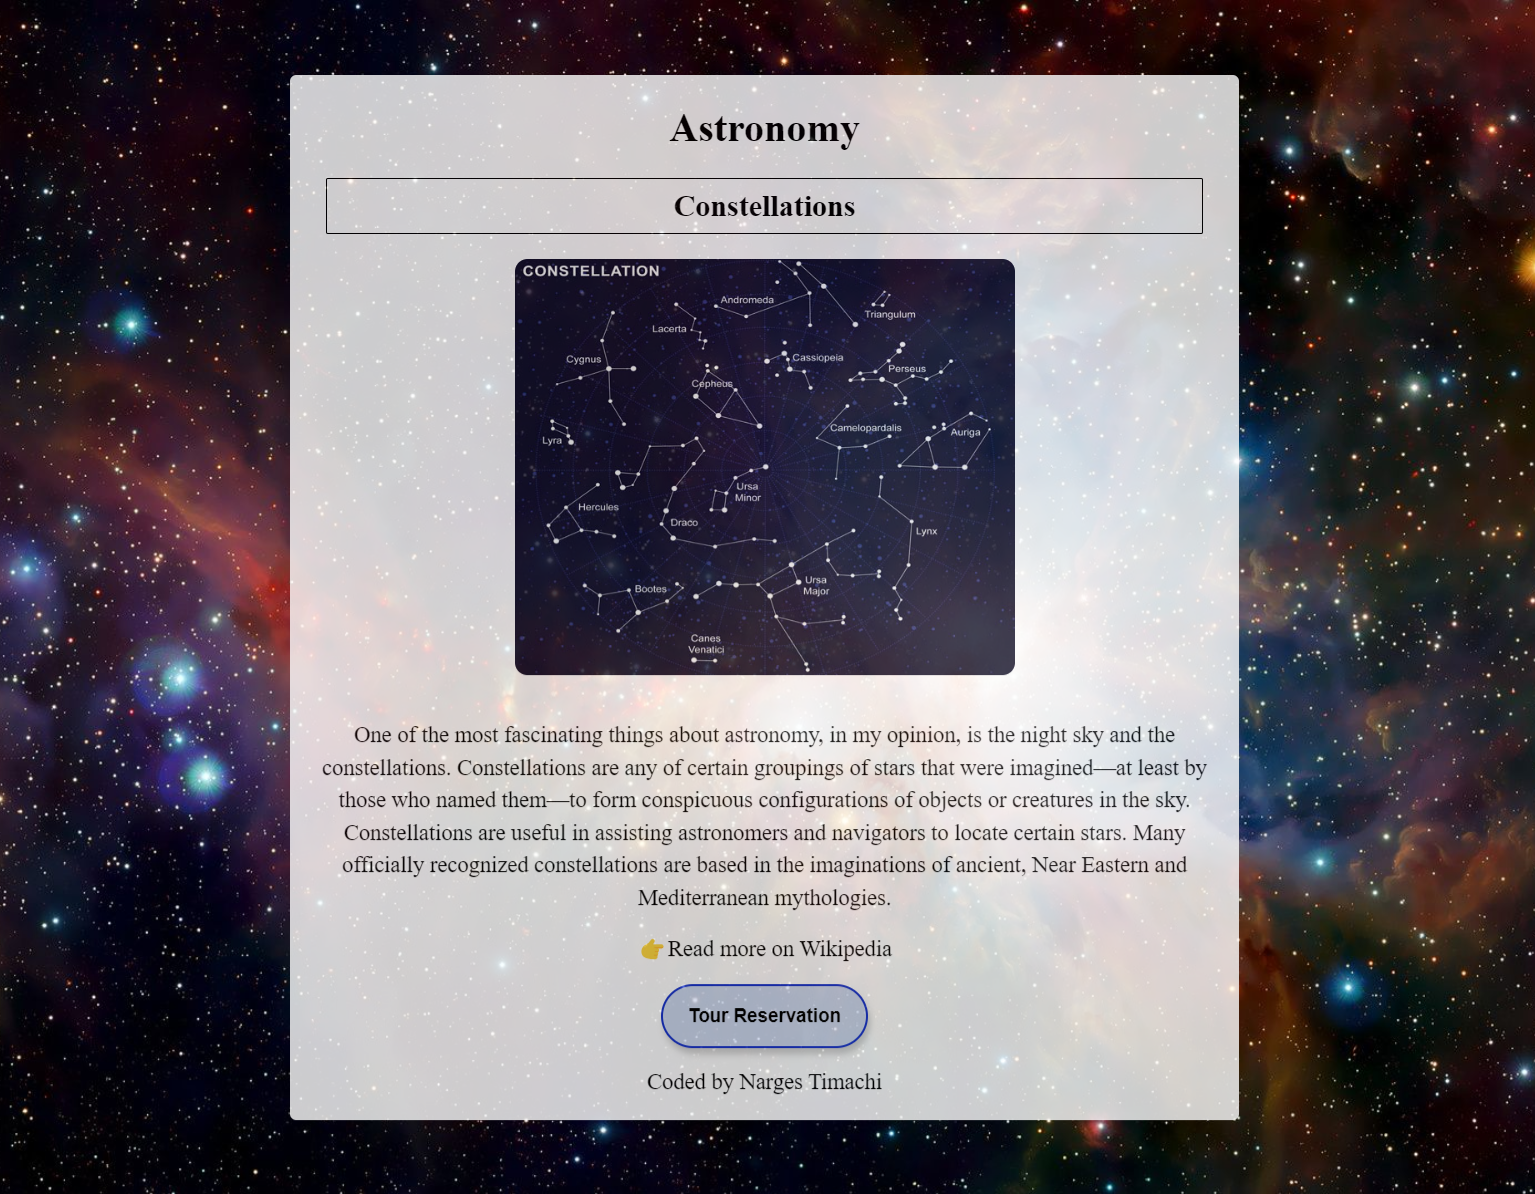 Astronomy
Constellations
CONSTELLATION
Andromeda
Triangulum
Lacerta
Cygnus
Cassiopeia
Perseus
Cepheus
Camelopardalis
Auriga
Lyra
Ursa
Minor
Hercules
Draco
Lynx
Ursa
Major
Bootes
Canes
Venatici
One of the most fascinating things about astronomy, in my opinion, is the night sky and the
constellations. Constellations are any of certain groupings of stars that were imagined—at least by
those who named them—to form conspicuous configurations of objects or creatures in the sky.
Constellations are useful in assisting astronomers and navigators to locate certain stars. Many
officially recognized constellations are based in the imaginations of ancient, Near Eastern and
Mediterranean mythologies.
👉Read more on Wikipedia
Tour Reservation
Coded by Narges Timachi